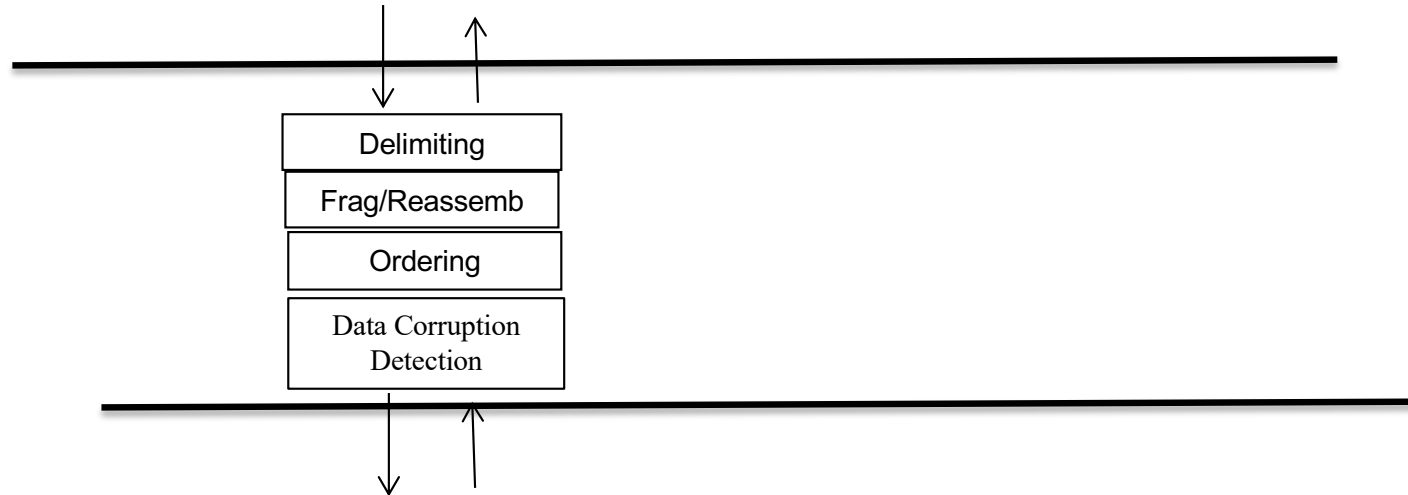 Delimiting
Frag/Reassemb
Ordering
Data Corruption
Detection